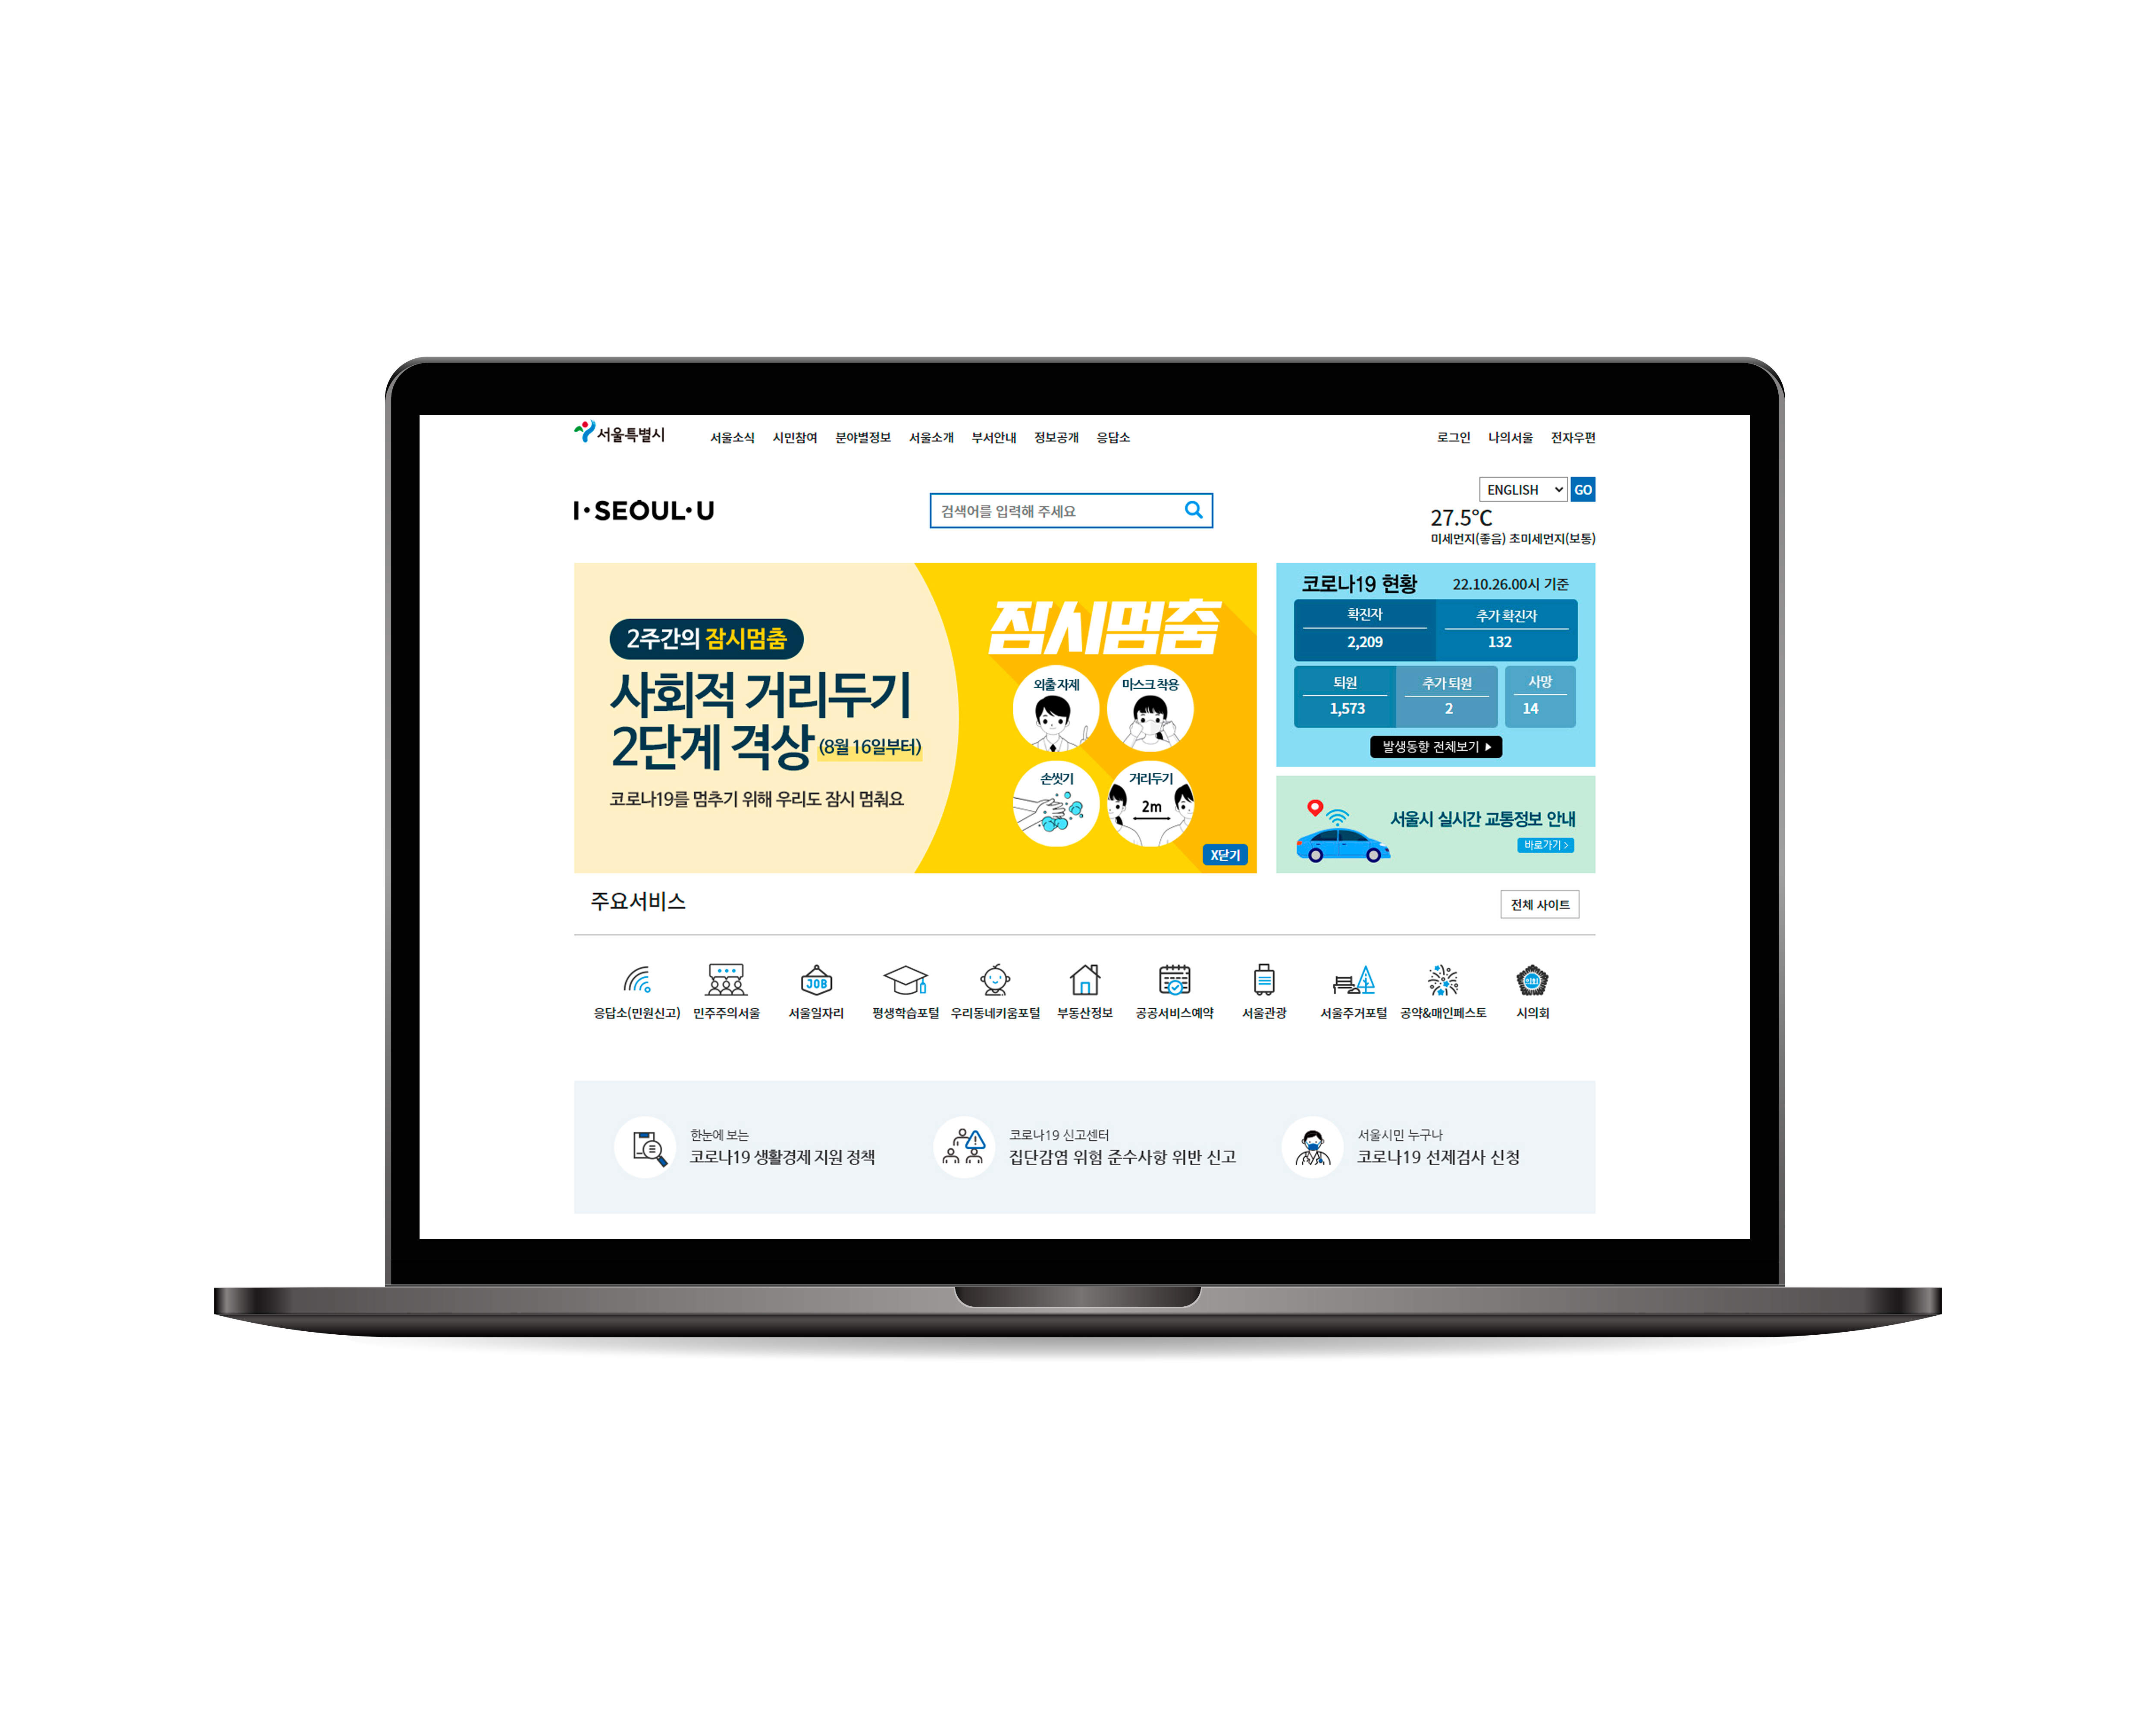 서울특별시
서울소식 시민참여 분야별정보 서울소개 부서안내 정보공개 응답소
로그인 나의서울 전자우편
ENGLISH GO
I·SEOUL·U
검색어를 입력해 주세요
27.5℃
미세먼지(좋음) 초미세먼지(보통)
2주간의 잠시멈춤
사회적 거리두기
2단계 격상 (8월 16일부터)
코로나19를 멈추기 위해 우리도 잠시 멈춰요
잠시멈춤
외출 자제 마스크 착용
손씻기 거리두기
2m
X닫기
코로나19 현황 22.10.26.00시 기준
확진자 추가 확진자
2,209 132
퇴원 추가 퇴원 사망
1,573 2 14
발생동향 전체보기 ▶
서울시 실시간 교통정보 안내
바로가기 >
주요서비스
전체 사이트
JOB
응답소(민원신고) 민주주의서울 서울일자리 평생학습포털 우리동네키움포털 부동산정보 공공서비스예약 서울관광 서울주거포털 공약&매인페스토 시의회
한눈에 보는
코로나19 생활경제 지원 정책
코로나19 신고센터
집단감염 위험 준수사항 위반 신고
서울시민 누구나
코로나19 선제검사 신청